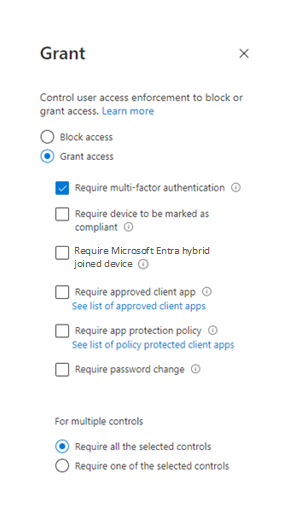 Grant
Control user access enforcement to block or
grant access. Learn more
Block access
Grant access
Require multi-factor authentication
Require device to be marked as
compliant
Require Microsoft Entra hybrid
joined device
Require approved client app
See list of approved client apps
Require app protection policy
See list of policy protected client apps
Require password change
For multiple controls
Require all the selected controls
Require one of the selected controls